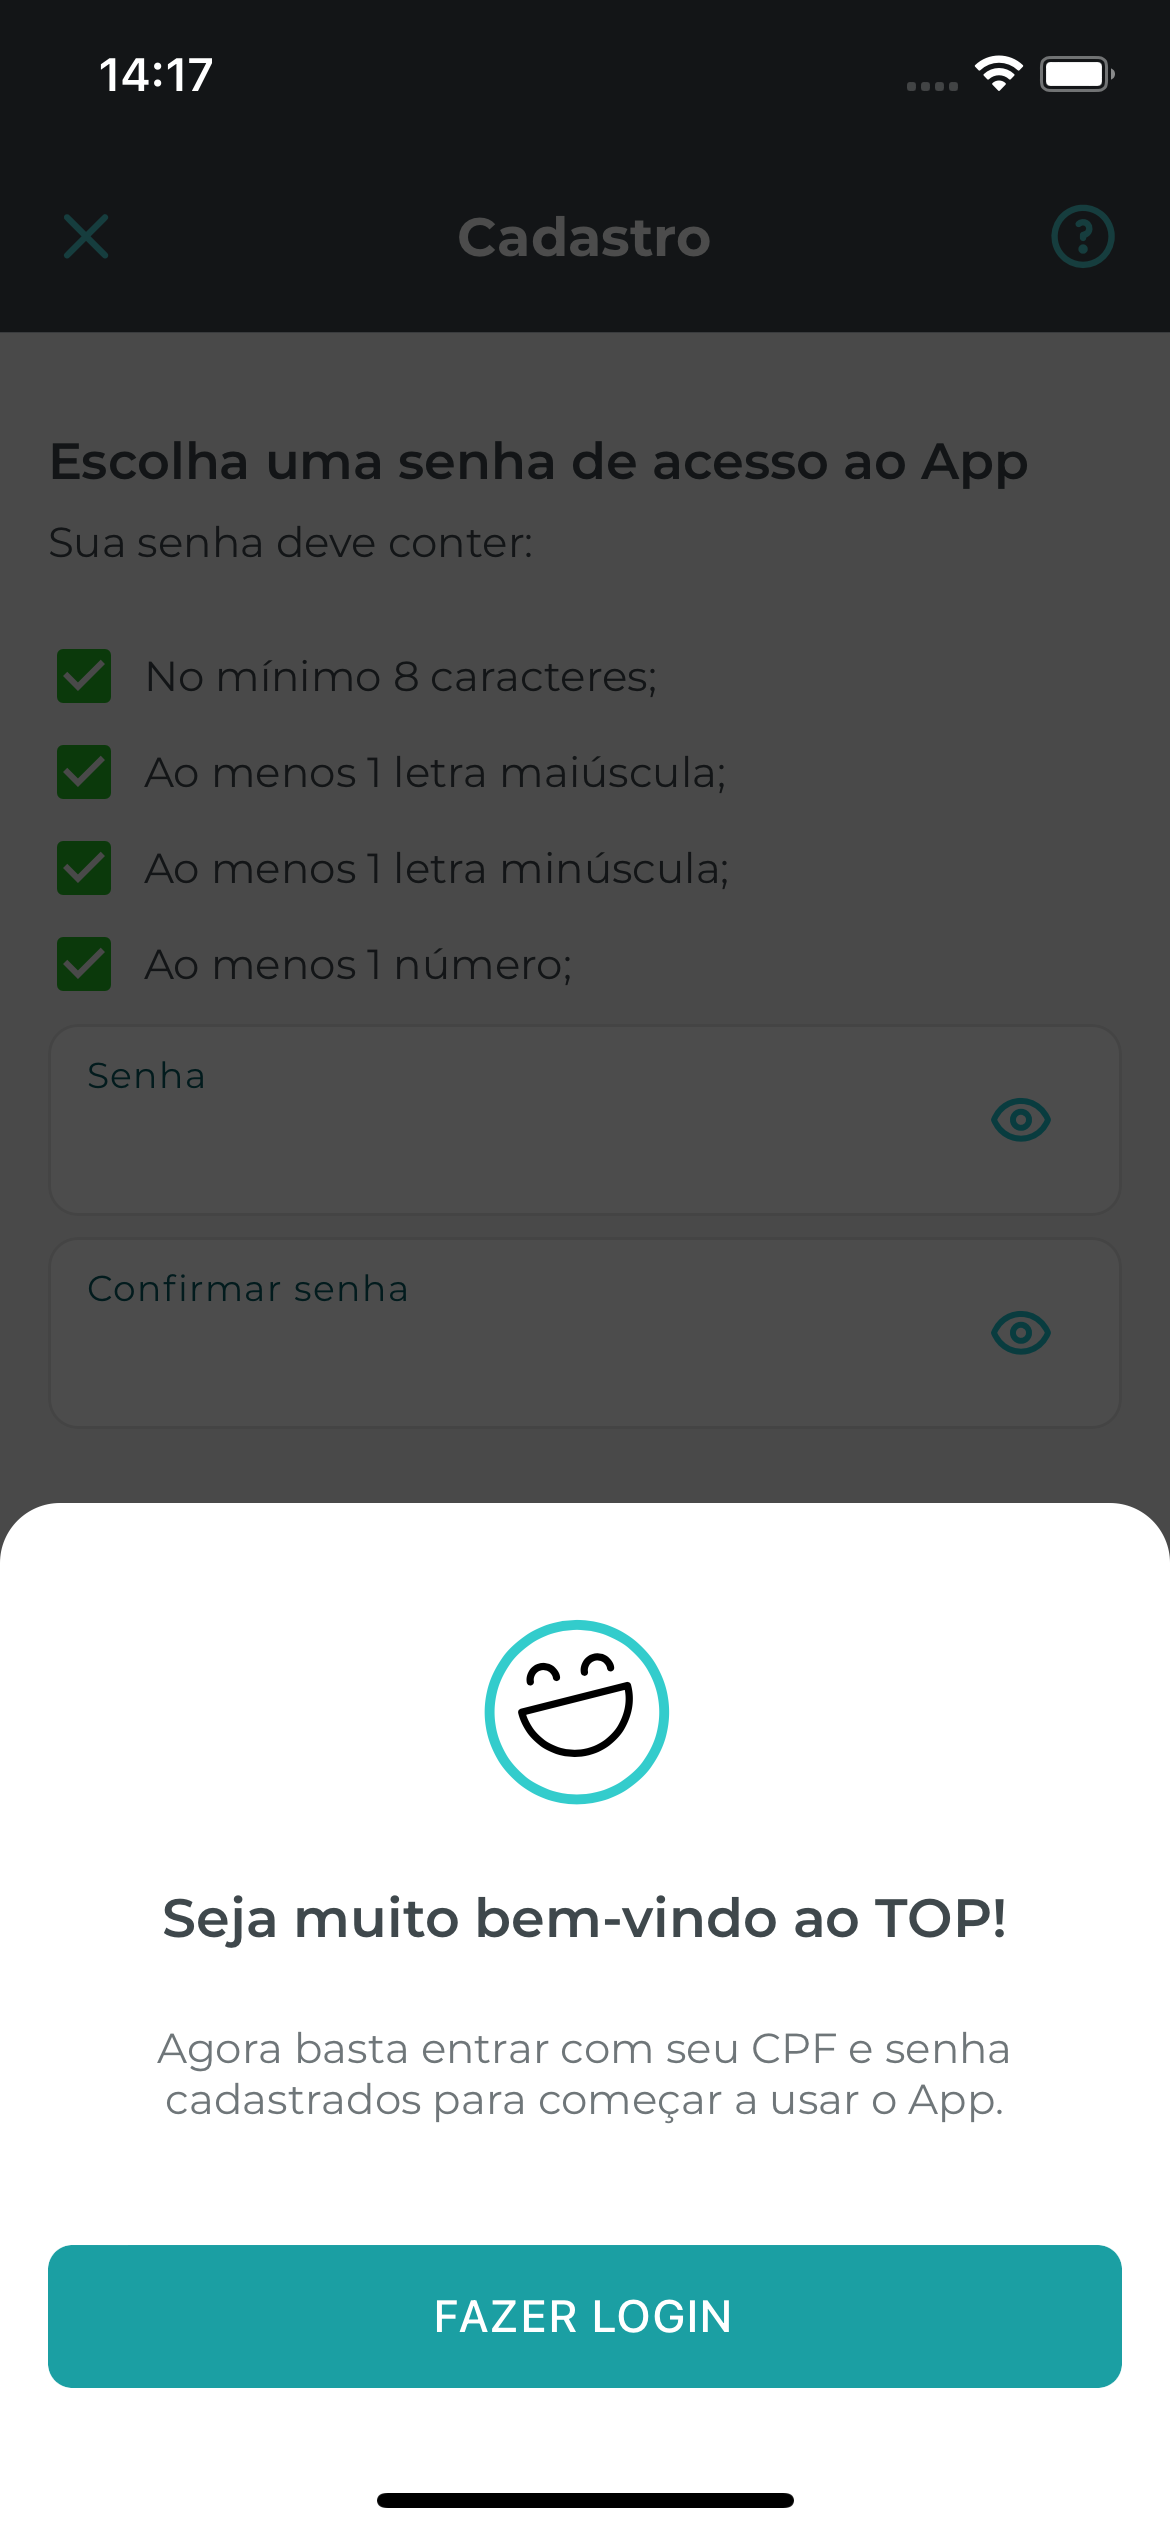 14:17
Cadastro
Escolha uma senha de acesso ao App
Sua senha deve conter:
No mínimo 8 caracteres;
Ao menos 1 letra maiúscula;
Ao menos 1 letra minúscula;
Ao menos 1 número;
Senha
Confirmar senha
Seja muito bem-vindo ao TOP!
Agora basta entrar com seu CPF e senha
cadastrados para começar a usar o App.
FAZER LOGIN